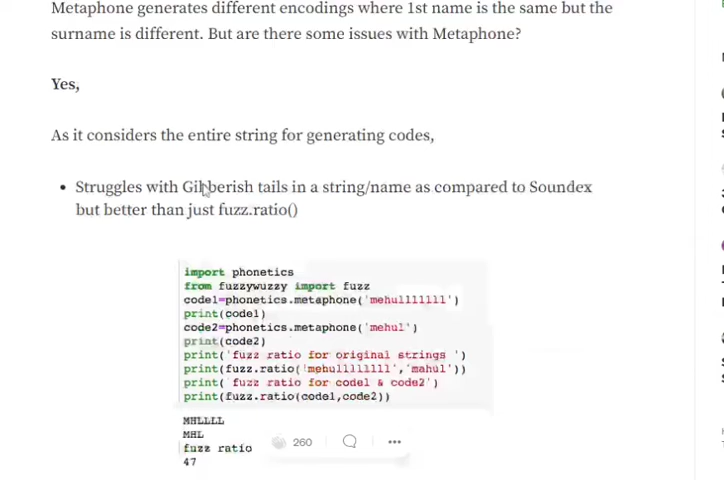 Metaphone generates different encodings where 1st name is the same but the
surname is different. But are there some issues with Metaphone?
Yes,
As it considers the entire string for generating codes,
• Struggles with Gibberish tails in a string/name as compared to Soundex
but better than just fuzz.ratio()
import phonetics
from fuzzywuzzy import fuzz
code1=phonetics.metaphone('mehulllllll')
print(code1)
code2=phonetics.metaphone('mehul')
print(code2)
print('fuzz ratio for original strings ')
print(fuzz.ratio('mehullllllll','mahul'))
print('fuzz ratio for code1 & code2')
print(fuzz.ratio(code1,code2))
MHLLLL
MHL
fuzz ratio
47
260